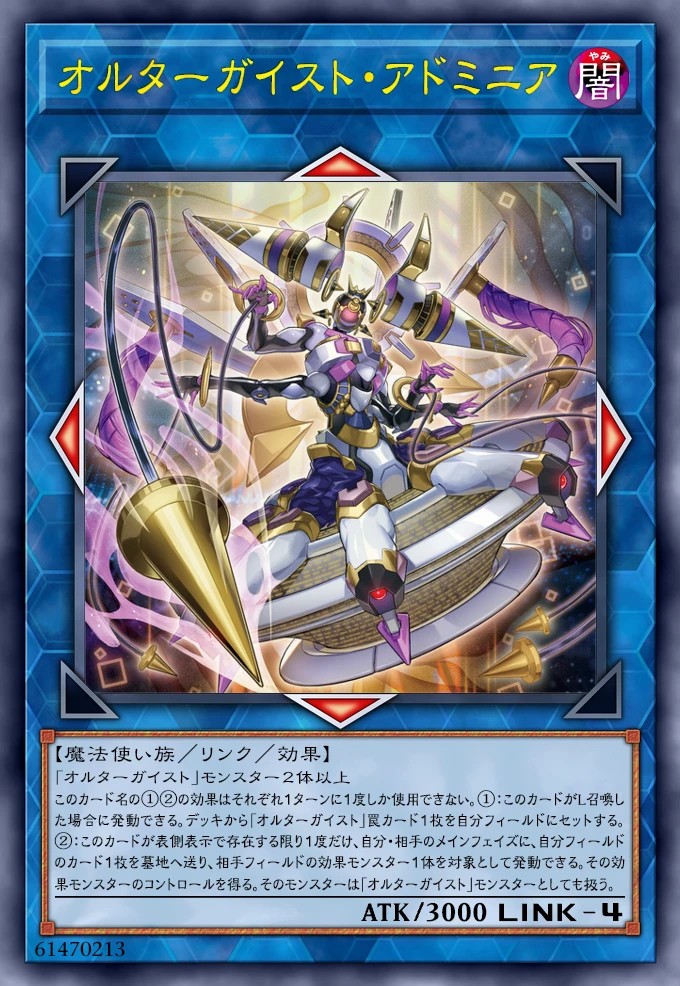 オルターガイスト・アドミニア
やみ
闇
【魔法使い族／リンク／効果】
「オルターガイスト」モンスター２体以上
このカード名の①②の効果はそれぞれ1ターンに1度しか使用できない。①：このカードがL召喚し
た場合に発動できる。デッキから「オルターガイスト」罠カード1枚を自分フィールドにセットする。
②：このカードが表側表示で存在する限り1度だけ、自分・相手のメインフェイズに、自分フィールド
のカード1枚を墓地へ送り、相手フィールドの効果モンスター1体を対象として発動できる。その効
果モンスターのコントロールを得る。そのモンスターは「オルターガイスト」モンスターとしても扱う。
ATK/3000 LINK-4
61470213